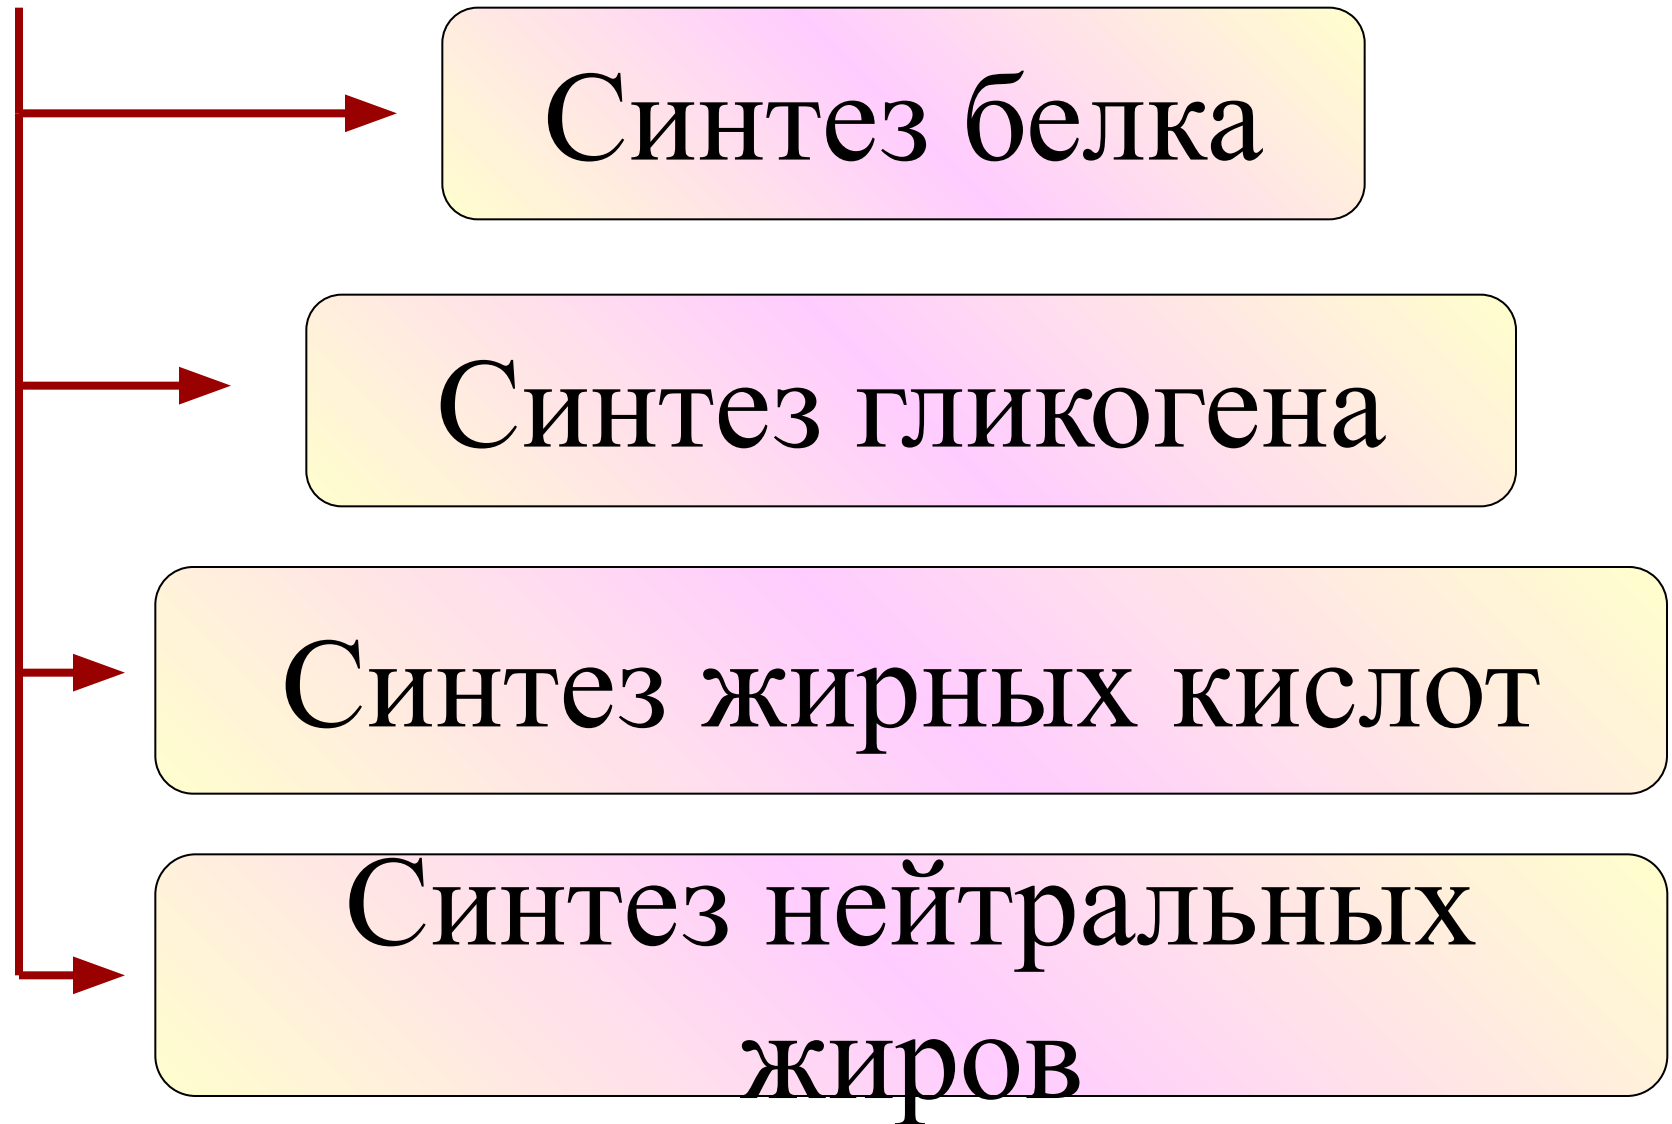 Синтез белка
Синтез гликогена
Синтез жирных кислот
Синтез нейтральных
жиров